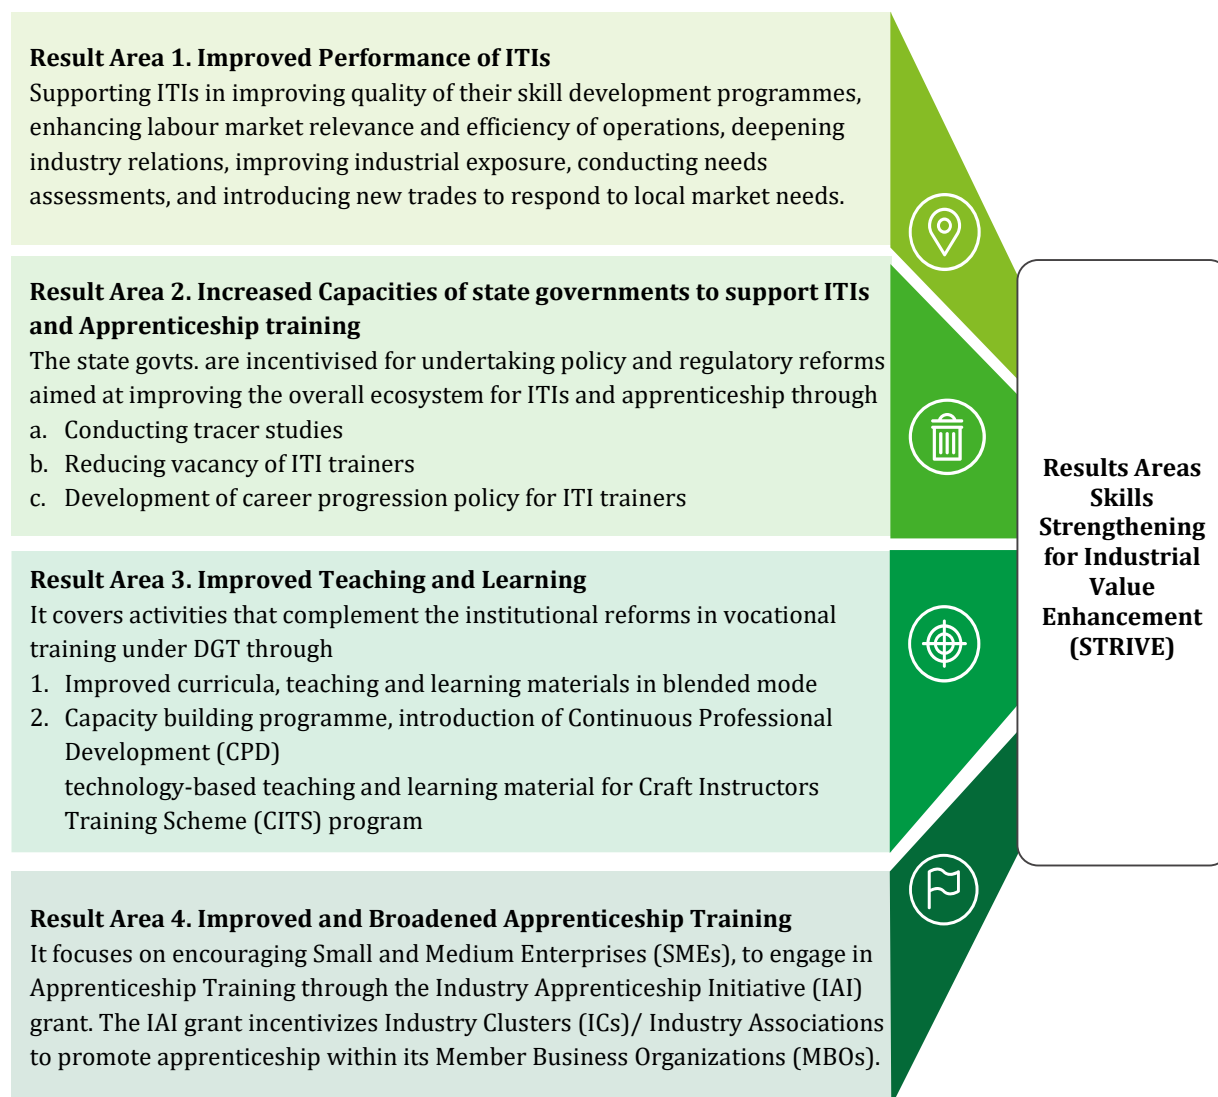 Result Area 1. Improved Performance of ITIs
Supporting ITIs in improving quality of their skill development programmes,
enhancing labour market relevance and efficiency of operations, deepening
industry relations, improving industrial exposure, conducting needs
assessments, and introducing new trades to respond to local market needs.
Result Area 2. Increased Capacities of state governments to support ITIs
and Apprenticeship training
The state govts. are incentivised for undertaking policy and regulatory reforms
aimed at improving the overall ecosystem for ITIs and apprenticeship through
a. Conducting tracer studies
b. Reducing vacancy of ITI trainers
c. Development of career progression policy for ITI trainers
Result Area 3. Improved Teaching and Learning
It covers activities that complement the institutional reforms in vocational
training under DGT through
1. Improved curricula, teaching and learning materials in blended mode
2. Capacity building programme, introduction of Continuous Professional
Development (CPD)
technology-based teaching and learning material for Craft Instructors
Training Scheme (CITS) program
Result Area 4. Improved and Broadened Apprenticeship Training
It focuses on encouraging Small and Medium Enterprises (SMEs), to engage in
Apprenticeship Training through the Industry Apprenticeship Initiative (IAI)
grant. The IAI grant incentivizes Industry Clusters (ICs)/ Industry Associations
to promote apprenticeship within its Member Business Organizations (MBOs).
Results Areas
Skills
Strengthening
for Industrial
Value
Enhancement
(STRIVE)